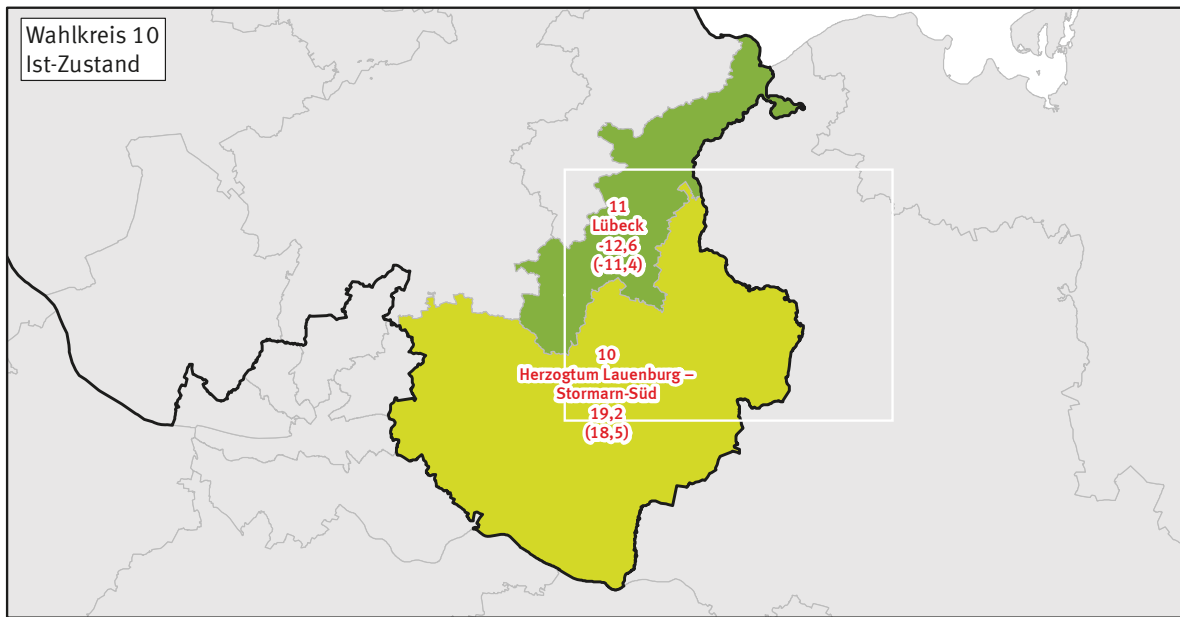 Wahlkreis 10
Ist-Zustand
11
Lübeck
-12,6
(-11,4)
10
Herzogtum Lauenburg –
Stormarn-Süd
19,2
(18,5)